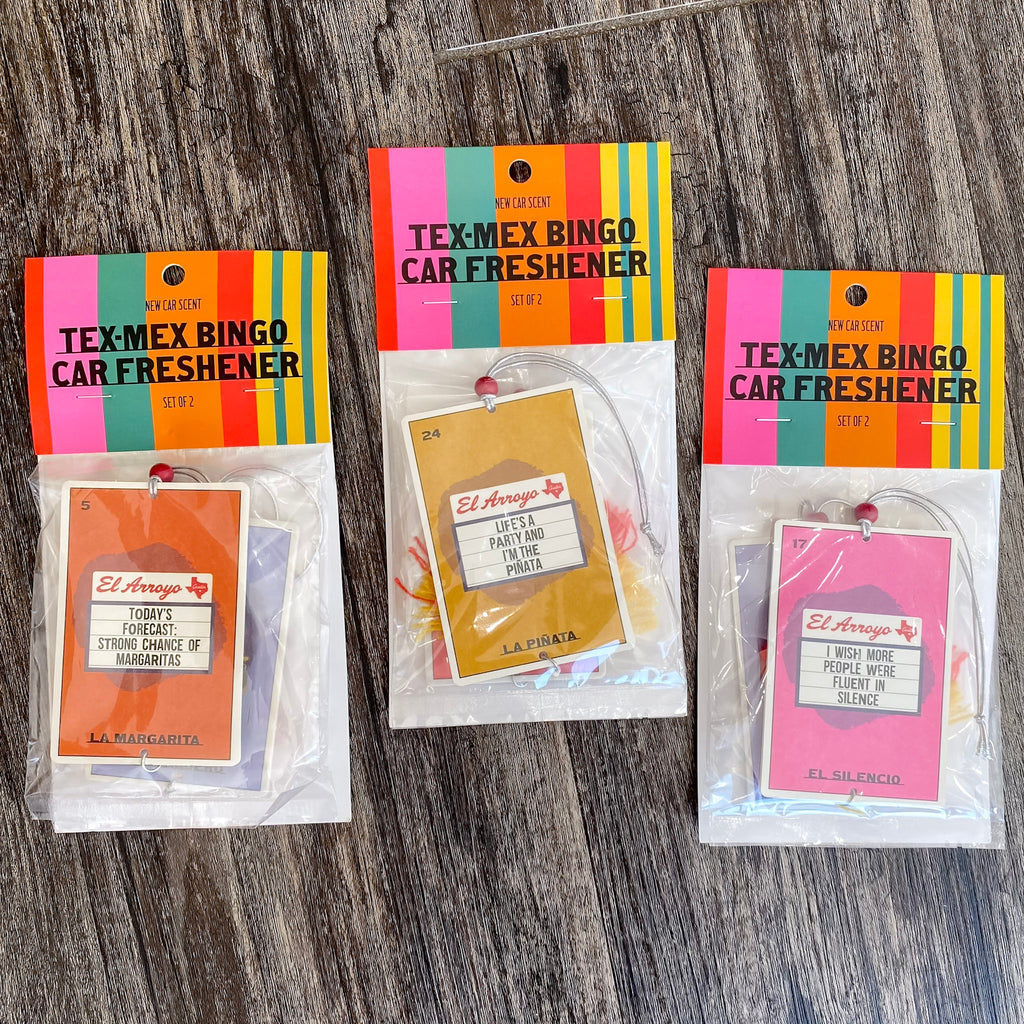 NEW CAR SCENT
TEX-MEX BINGO
CAR FRESHENER
SET OF 2
5
El Arroyo
TODAY'S
FORECAST:
STRONG CHANCE OF
MARGARITAS
LA MARGARITA
NEW CAR SCENT
TEX-MEX BINGO
CAR FRESHENER
SET OF 2
24
El Arroyo
LIFE'S A
PARTY AND
I'M THE
PIÑATA
LA PIÑATA
NEW CAR SCENT
TEX-MEX BINGO
CAR FRESHENER
SET OF 2
17
El Arroyo
I WISH MORE
PEOPLE WERE
FLUENT IN
SILENCE
EL SILENCIO